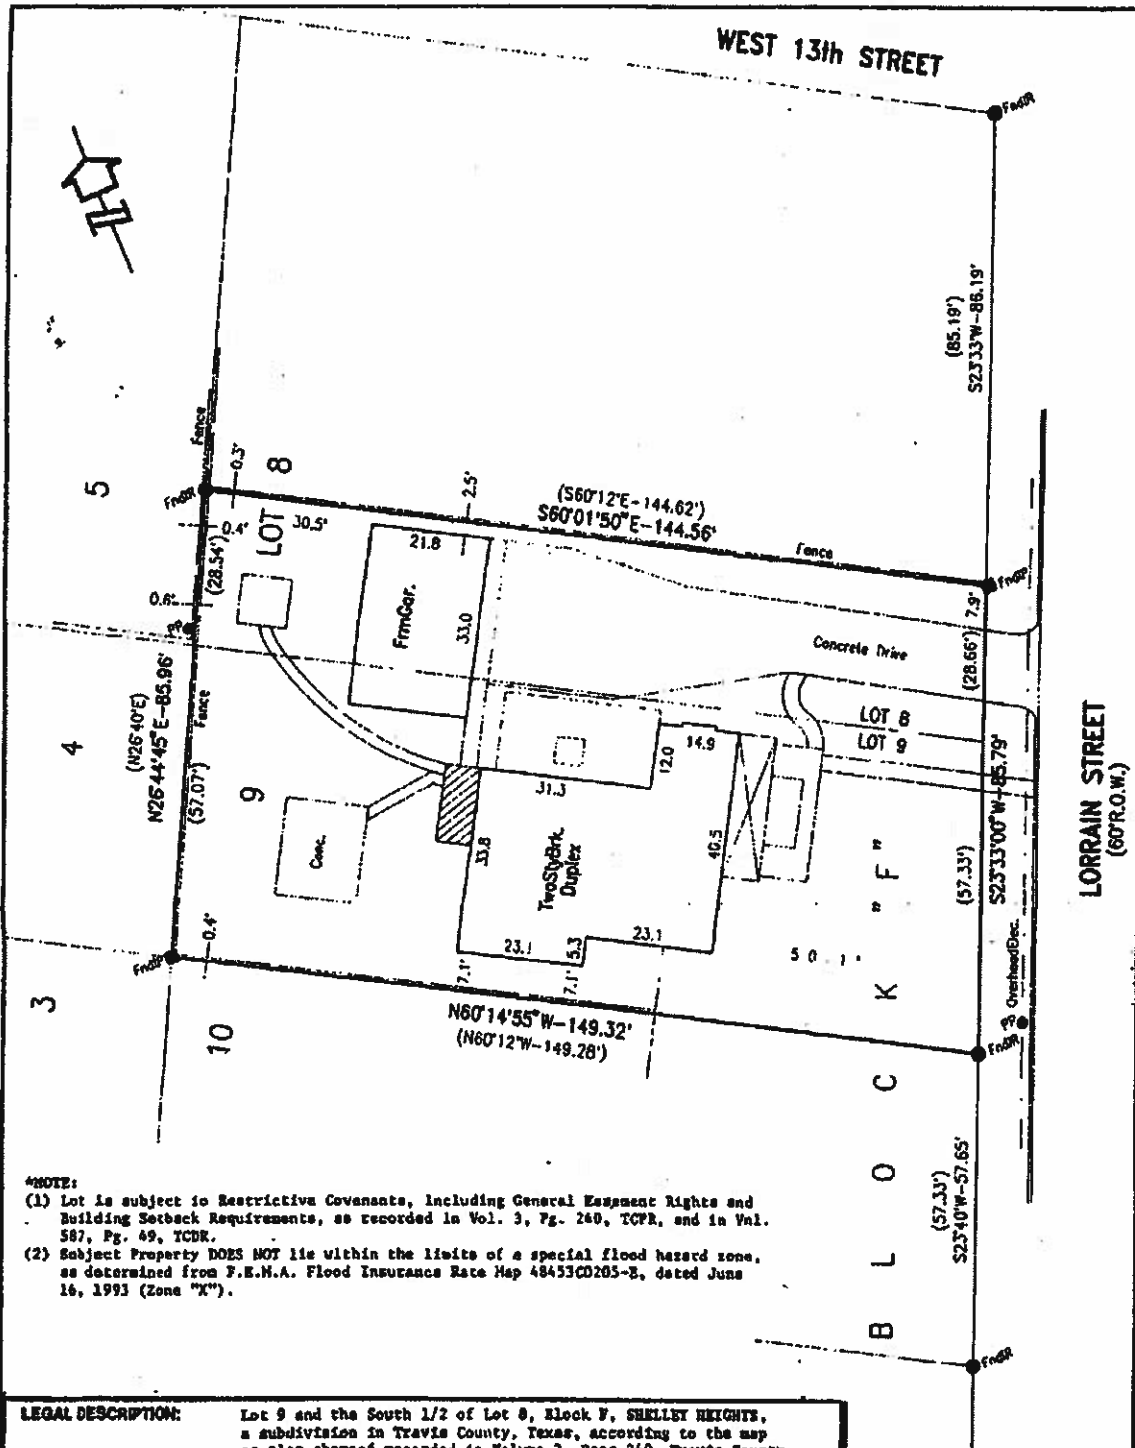 WEST 13th STREET
FndIR
(85.19')
S23°33'W-86.19'
5
Fence
FndIR
0.3'
8
LOT
30.5'
0.4'
(28.54')
0.6'
PP
2.5'
(S60°12'E-144.62')
S60°01'50"E-144.56'
Fence
FndIP
21.8
FrmGar.
33.0
7.9'
Concrete Drive
(28.66')
4
(N26°40'E)
N26°44'45"E-85.96'
Fence
(57.07')
9
LOT 8
LOT 9
14.9
12.0
31.3
Conc.
33.8
TwoStyBrk.
Duplex
40.5
(57.33')
S23°33'00"W-85.79'
LORRAIN STREET
(60'R.O.W.)
0.4'
FndIP
23.1
5.3
23.1
7.1'
7.1'
50.1'
OverheadElec.
PP
3
10
N60°14'55"W-149.32'
(N60°12'W-149.28')
FndIR
BLOCK "F"
(57.33')
S23°40'W-57.65'
FndIR
*NOTE:
(1) Lot is subject to Restrictive Covenants, including General Easement Rights and
Building Setback Requirements, as recorded in Vol. 3, Pg. 260, TCPR, and in Vol.
587, Pg. 49, TCDR.
(2) Subject Property DOES NOT lie within the limits of a special flood hazard zone,
as determined from F.E.M.A. Flood Insurance Rate Map 48453C0205-E, dated June
16, 1993 (Zone "X").
LEGAL DESCRIPTION: Lot 9 and the South 1/2 of Lot 8, Block F, SHELLEY HEIGHTS,
a subdivision in Travis County, Texas, according to the map